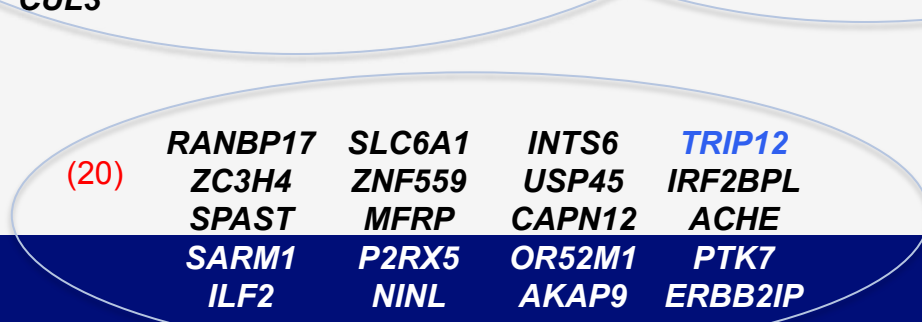 CUL3
RANBP17 SLC6A1 INTS6 TRIP12
(20)
ZC3H4 ZNF559 USP45 IRF2BPL
SPAST MFRP CAPN12 ACHE
SARM1 P2RX5 OR52M1 PTK7
ILF2 NINL AKAP9 ERBB2IP